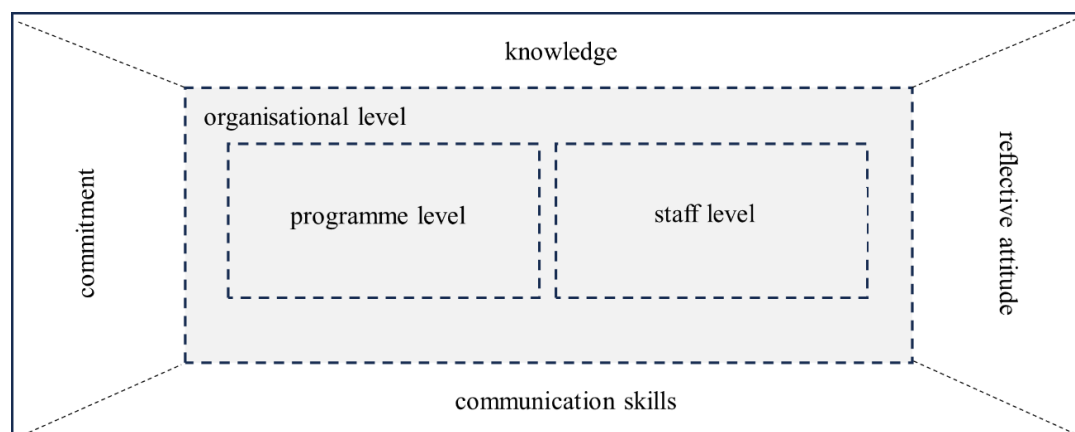 knowledge
organisational level
commitment
programme level
staff level
reflective attitude
communication skills